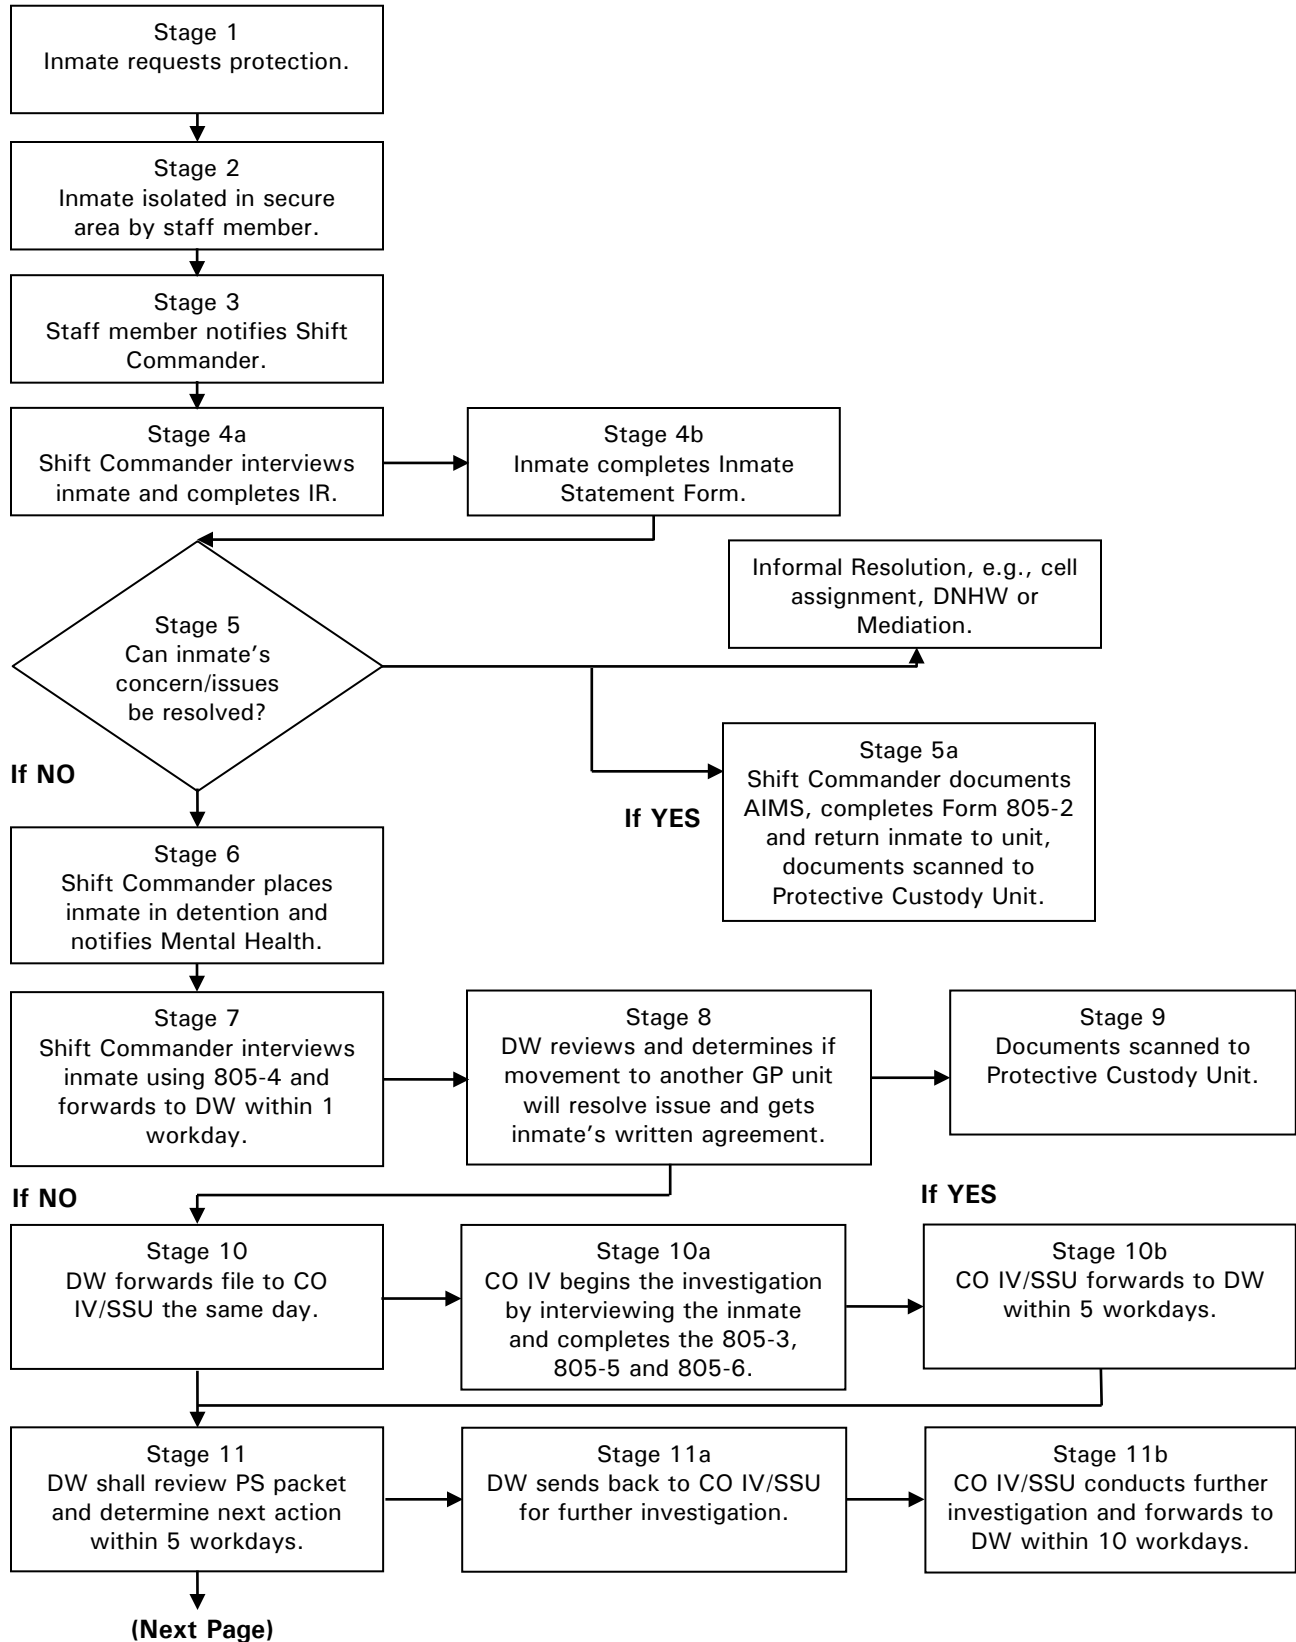 Stage 1
Inmate requests protection.
Stage 2
Inmate isolated in secure
area by staff member.
Stage 3
Staff member notifies Shift
Commander.
Stage 4a
Shift Commander interviews
inmate and completes IR.
Stage 4b
Inmate completes Inmate
Statement Form.
Stage 5
Can inmate's
concern/issues
be resolved?
Informal Resolution, e.g., cell
assignment, DNHW or
Mediation.
If NO
If YES
Stage 5a
Shift Commander documents
AIMS, completes Form 805-2
and return inmate to unit,
documents scanned to
Protective Custody Unit.
Stage 6
Shift Commander places
inmate in detention and
notifies Mental Health.
Stage 7
Shift Commander interviews
inmate using 805-4 and
forwards to DW within 1
workday.
Stage 8
DW reviews and determines if
movement to another GP unit
will resolve issue and gets
inmate's written agreement.
Stage 9
Documents scanned to
Protective Custody Unit.
If NO
If YES
Stage 10
DW forwards file to CO
IV/SSU the same day.
Stage 10a
CO IV begins the investigation
by interviewing the inmate
and completes the 805-3,
805-5 and 805-6.
Stage 10b
CO IV/SSU forwards to DW
within 5 workdays.
Stage 11
DW shall review PS packet
and determine next action
within 5 workdays.
Stage 11a
DW sends back to CO IV/SSU
for further investigation.
Stage 11b
CO IV/SSU conducts further
investigation and forwards to
DW within 10 workdays.
(Next Page)